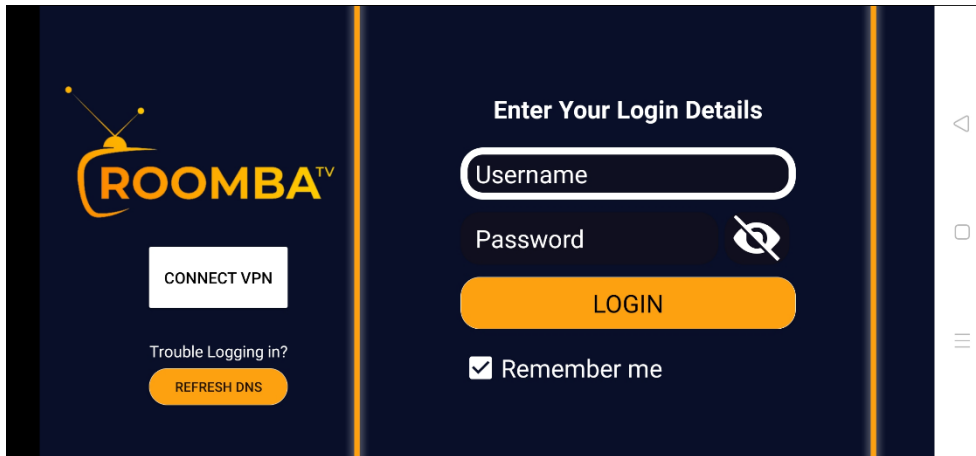 ROOMBA TV
CONNECT VPN
Trouble Logging in?
REFRESH DNS
Enter Your Login Details
Username
Password
LOGIN
Remember me